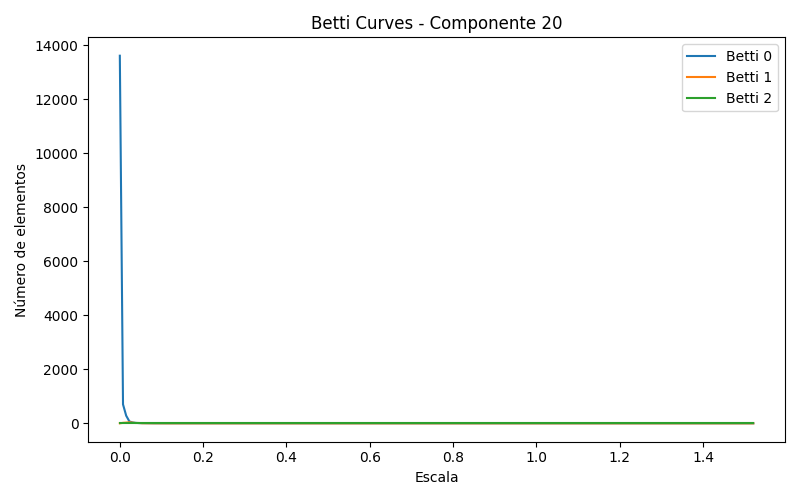 Betti Curves - Componente 20
Betti 0
Betti 1
Betti 2
Número de elementos
14000
12000
10000
8000
6000
4000
2000
0
0.0 0.2 0.4 0.6 0.8 1.0 1.2 1.4
Escala